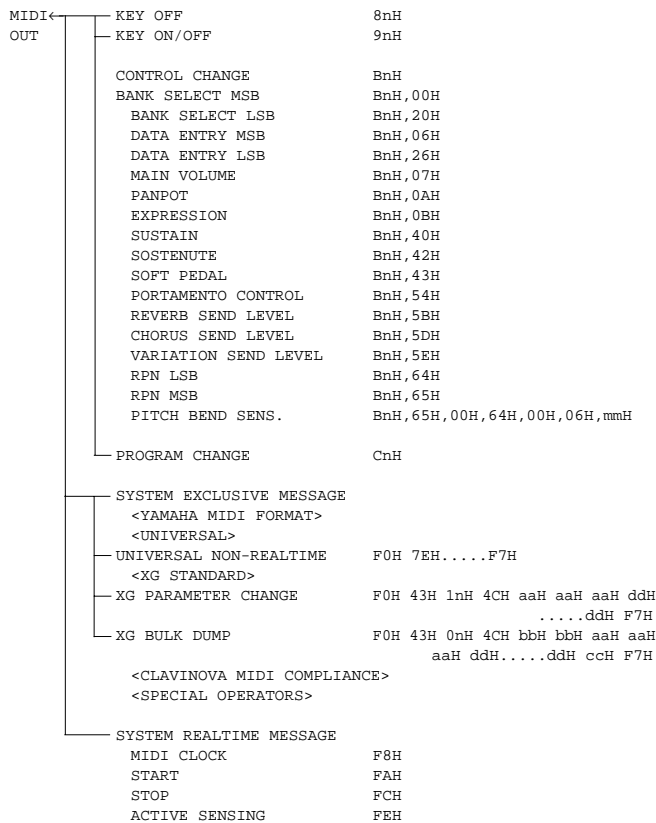 MIDI← KEY OFF 8nH
OUT KEY ON/OFF 9nH
CONTROL CHANGE BnH
BANK SELECT MSB BnH,00H
BANK SELECT LSB BnH,20H
DATA ENTRY MSB BnH,06H
DATA ENTRY LSB BnH,26H
MAIN VOLUME BnH,07H
PANPOT BnH,0AH
EXPRESSION BnH,0BH
SUSTAIN BnH,40H
SOSTENUTE BnH,42H
SOFT PEDAL BnH,43H
PORTAMENTO CONTROL BnH,54H
REVERB SEND LEVEL BnH,5BH
CHORUS SEND LEVEL BnH,5DH
VARIATION SEND LEVEL BnH,5EH
RPN LSB BnH,64H
RPN MSB BnH,65H
PITCH BEND SENS. BnH,65H,00H,64H,00H,06H,mmH
PROGRAM CHANGE CnH
SYSTEM EXCLUSIVE MESSAGE
<YAMAHA MIDI FORMAT>
<UNIVERSAL>
UNIVERSAL NON-REALTIME F0H 7EH.....F7H
<XG STANDARD>
XG PARAMETER CHANGE F0H 43H 1nH 4CH aaH aaH aaH ddH
.....ddH F7H
XG BULK DUMP F0H 43H 0nH 4CH bbH bbH aaH aaH
aaH ddH.....ddH ccH F7H
<CLAVINOVA MIDI COMPLIANCE>
<SPECIAL OPERATORS>
SYSTEM REALTIME MESSAGE
MIDI CLOCK F8H
START FAH
STOP FCH
ACTIVE SENSING FEH